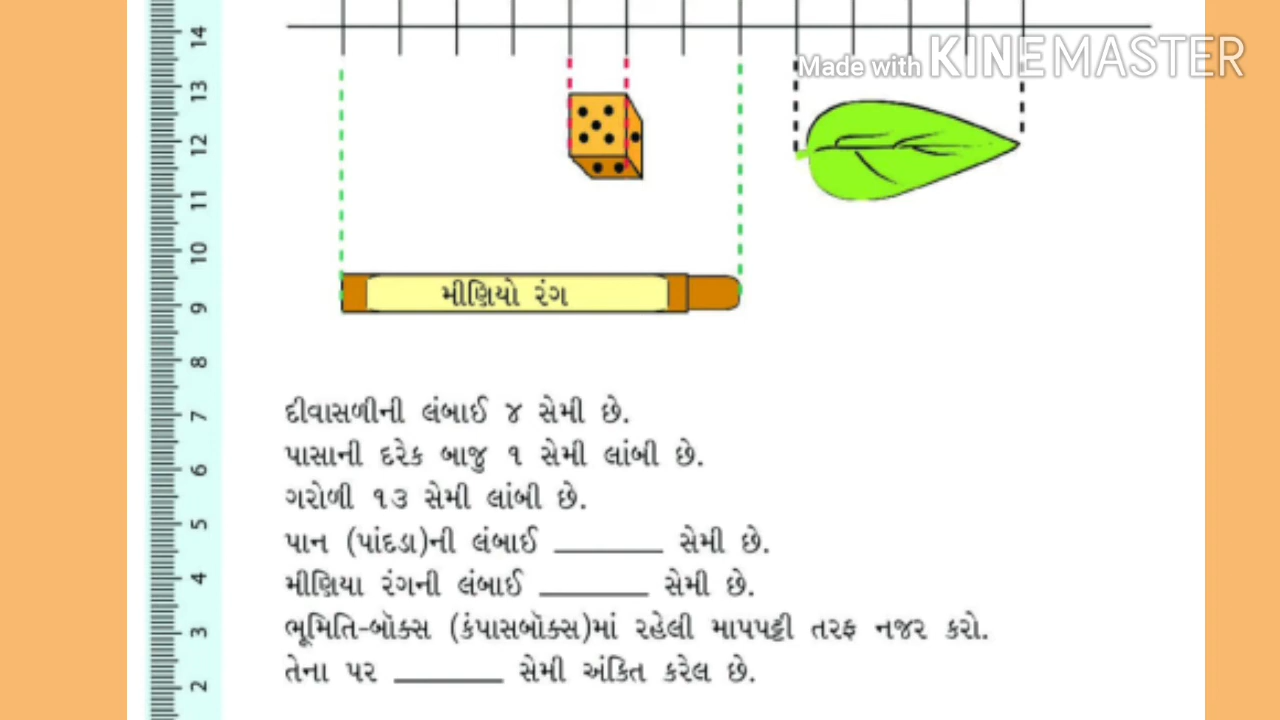 14
13
12
11
10
9
8
7
6
5
4
3
2
Made with KINEMASTER
મીણિયો રંગ
દીવાસળીની લંબાઈ ૪ સેમી છે.
પાસાની દરેક બાજુ ૧ સેમી લાંબી છે.
ગરોળી ૧૩ સેમી લાંબી છે.
પાન (પાંદડા)ની લંબાઈ ________ સેમી છે.
મીણિયા રંગની લંબાઈ ________ સેમી છે.
ભૂમિતિ-બૉક્સ (કંપાસબૉક્સ)માં રહેલી માપપટ્ટી તરફ નજર કરો.
તેના પર ________ સેમી અંકિત કરેલ છે.